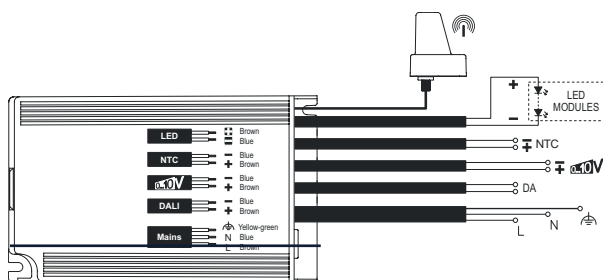 LED Brown
Blue
NTC Blue
Brown
0-10V Blue
Brown
DALI Blue
Brown
Mains Yellow-green
N Blue
L Brown
LED
MODULES
NTC
0-10V
DA
L N